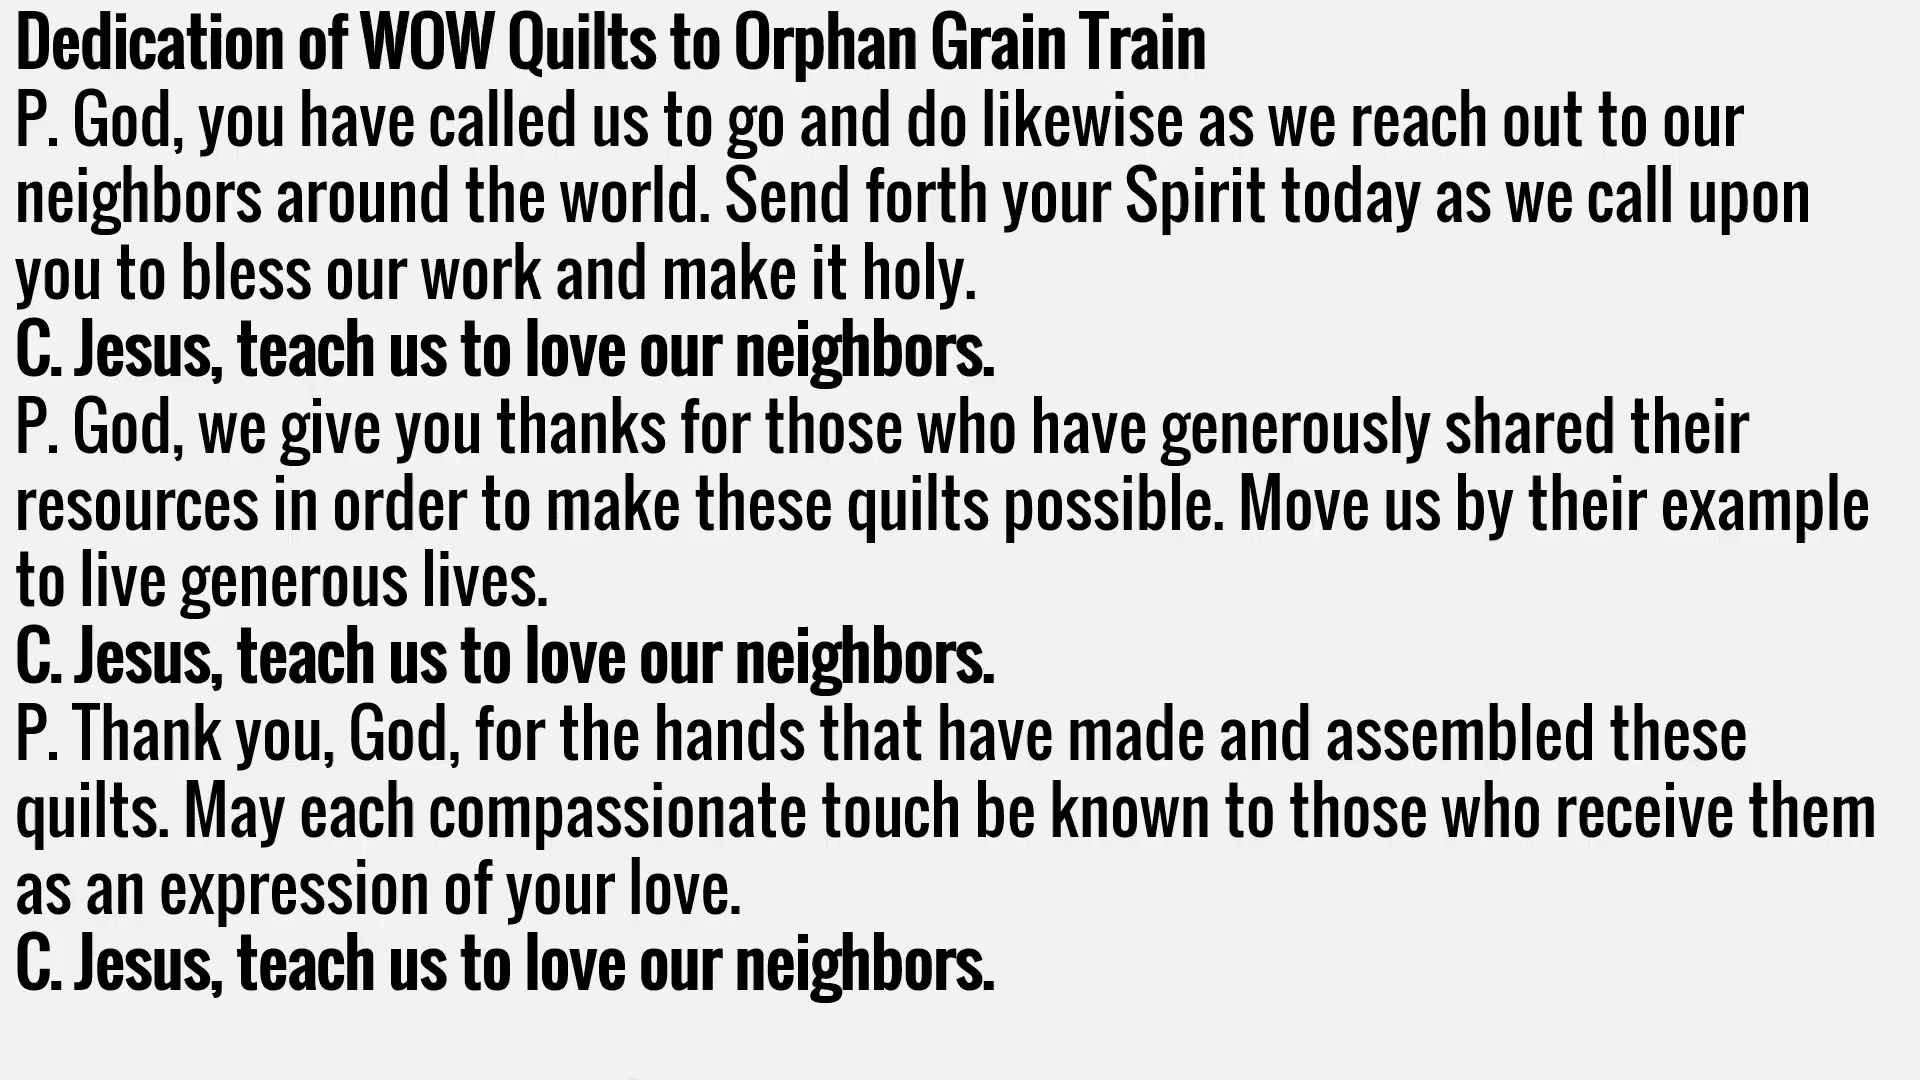 Dedication of WOW Quilts to Orphan Grain Train
P. God, you have called us to go and do likewise as we reach out to our
neighbors around the world. Send forth your Spirit today as we call upon
you to bless our work and make it holy.
C. Jesus, teach us to love our neighbors.
P. God, we give you thanks for those who have generously shared their
resources in order to make these quilts possible. Move us by their example
to live generous lives.
C. Jesus, teach us to love our neighbors.
P. Thank you, God, for the hands that have made and assembled these
quilts. May each compassionate touch be known to those who receive them
as an expression of your love.
C. Jesus, teach us to love our neighbors.